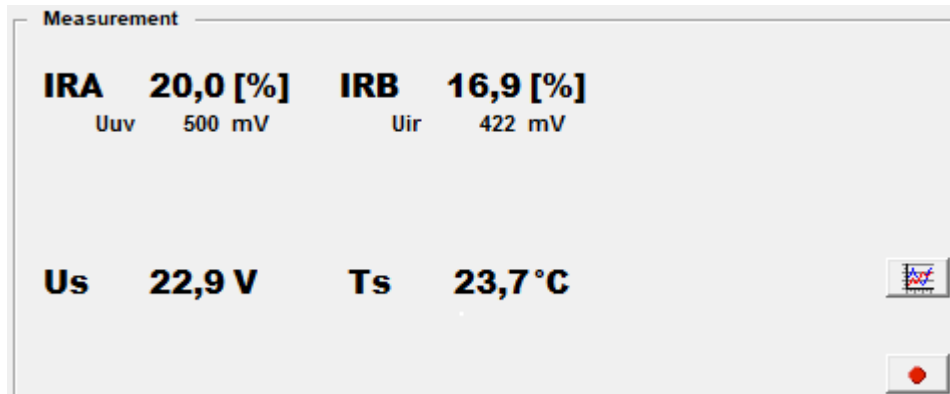 Measurement
IRA 20,0 [%] IRB 16,9 [%]
Uuv 500 mV Uir 422 mV
Us 22,9 V Ts 23,7 °C